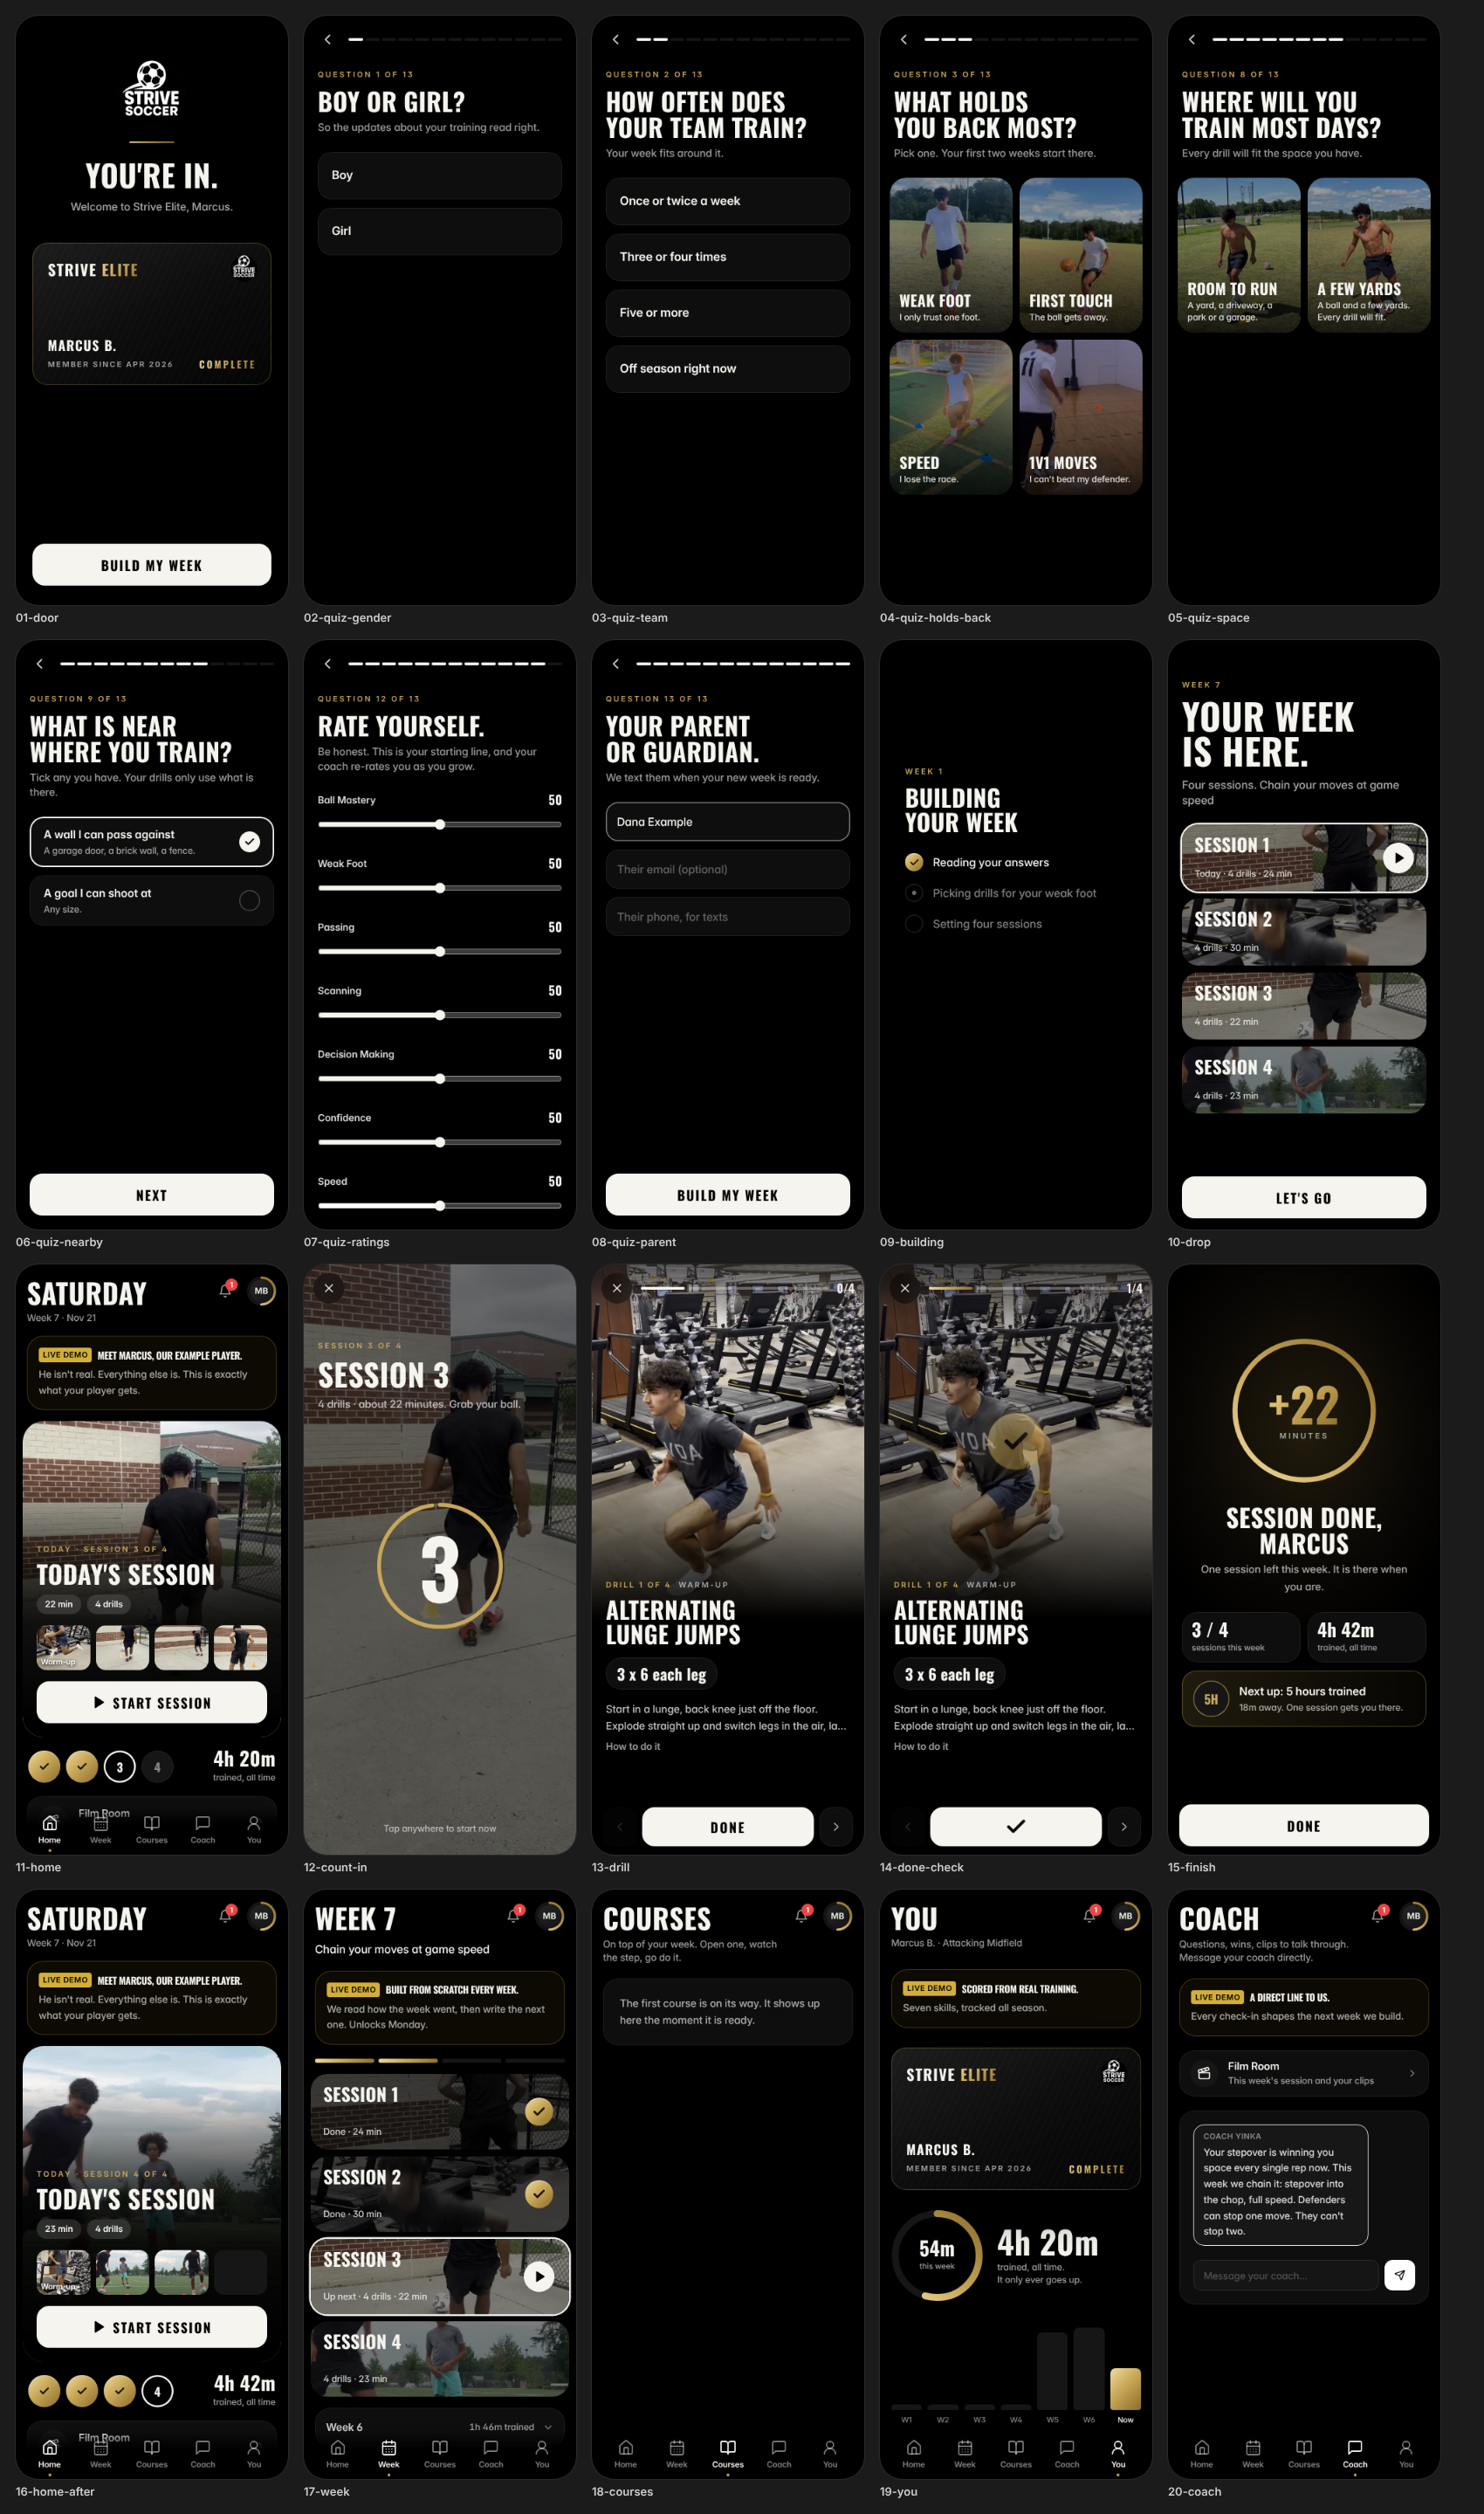 STRIVE
SOCCER
YOU'RE IN.
Welcome to Strive Elite, Marcus.
STRIVE ELITE
STRIVE
SOCCER
MARCUS B.
MEMBER SINCE APR 2026
COMPLETE
BUILD MY WEEK
01-door
QUESTION 1 OF 13
BOY OR GIRL?
So the updates about your training read right.
Boy
Girl
02-quiz-gender
QUESTION 2 OF 13
HOW OFTEN DOES
YOUR TEAM TRAIN?
Your week fits around it.
Once or twice a week
Three or four times
Five or more
Off season right now
03-quiz-team
QUESTION 3 OF 13
WHAT HOLDS
YOU BACK MOST?
Pick one. Your first two weeks start there.
WEAK FOOT
I only trust one foot.
FIRST TOUCH
The ball gets away.
SPEED
I lose the race.
1V1 MOVES
I can't beat my defender.
04-quiz-holds-back
QUESTION 8 OF 13
WHERE WILL YOU
TRAIN MOST DAYS?
Every drill will fit the space you have.
ROOM TO RUN
A yard, a driveway, a
park or a garage.
A FEW YARDS
A ball and a few yards.
Every drill will fit.
05-quiz-space
QUESTION 9 OF 13
WHAT IS NEAR
WHERE YOU TRAIN?
Tick any you have. Your drills only use what is
there.
A wall I can pass against
A garage door, a brick wall, a fence.
A goal I can shoot at
Any size.
NEXT
06-quiz-nearby
QUESTION 12 OF 13
RATE YOURSELF.
Be honest. This is your starting line, and your
coach re-rates you as you grow.
Ball Mastery 50
Weak Foot 50
Passing 50
Scanning 50
Decision Making 50
Confidence 50
Speed 50
07-quiz-ratings
QUESTION 13 OF 13
YOUR PARENT
OR GUARDIAN.
We text them when your new week is ready.
Dana Example
Their email (optional)
Their phone, for texts
BUILD MY WEEK
08-quiz-parent
WEEK 1
BUILDING
YOUR WEEK
Reading your answers
Picking drills for your weak foot
Setting four sessions
09-building
WEEK 7
YOUR WEEK
IS HERE.
Four sessions. Chain your moves at game
speed
SESSION 1
Today · 4 drills · 24 min
SESSION 2
4 drills · 30 min
SESSION 3
4 drills · 22 min
SESSION 4
4 drills · 23 min
LET'S GO
10-drop
SATURDAY
1
MB
Week 7 · Nov 21
LIVE DEMO MEET MARCUS, OUR EXAMPLE PLAYER.
He isn't real. Everything else is. This is exactly
what your player gets.
TODAY · SESSION 3 OF 4
TODAY'S SESSION
22 min
4 drills
Warm-up
START SESSION
3
4
4h 20m
trained, all time
Film Room
Home
Week
Courses
Coach
You
11-home
SESSION 3 OF 4
SESSION 3
4 drills · about 22 minutes. Grab your ball.
3
Tap anywhere to start now
12-count-in
0/4
VDA
DRILL 1 OF 4 WARM-UP
ALTERNATING
LUNGE JUMPS
3 x 6 each leg
Start in a lunge, back knee just off the floor.
Explode straight up and switch legs in the air, la...
How to do it
DONE
13-drill
1/4
VDA
DRILL 1 OF 4 WARM-UP
ALTERNATING
LUNGE JUMPS
3 x 6 each leg
Start in a lunge, back knee just off the floor.
Explode straight up and switch legs in the air, la...
How to do it
14-done-check
+22
MINUTES
SESSION DONE,
MARCUS
One session left this week. It is there when
you are.
3 / 4
sessions this week
4h 42m
trained, all time
5H
Next up: 5 hours trained
18m away. One session gets you there.
DONE
15-finish
SATURDAY
1
MB
Week 7 · Nov 21
LIVE DEMO MEET MARCUS, OUR EXAMPLE PLAYER.
He isn't real. Everything else is. This is exactly
what your player gets.
TODAY · SESSION 4 OF 4
TODAY'S SESSION
23 min
4 drills
Warm-up
START SESSION
4
4h 42m
trained, all time
Film Room
Home
Week
Courses
Coach
You
16-home-after
WEEK 7
1
MB
Chain your moves at game speed
LIVE DEMO BUILT FROM SCRATCH EVERY WEEK.
We read how the week went, then write the next
one. Unlocks Monday.
SESSION 1
Done · 24 min
SESSION 2
Done · 30 min
SESSION 3
Up next · 4 drills · 22 min
SESSION 4
4 drills · 23 min
Week 6
1h 46m trained
Home
Week
Courses
Coach
You
17-week
COURSES
1
MB
On top of your week. Open one, watch
the step, go do it.
The first course is on its way. It shows up
here the moment it is ready.
Home
Week
Courses
Coach
You
18-courses
YOU
1
MB
Marcus B. · Attacking Midfield
LIVE DEMO SCORED FROM REAL TRAINING.
Seven skills, tracked all season.
STRIVE ELITE
STRIVE
SOCCER
MARCUS B.
MEMBER SINCE APR 2026
COMPLETE
54m
this week
4h 20m
trained, all time.
It only ever goes up.
W1
W2
W3
W4
W5
W6
Now
Home
Week
Courses
Coach
You
19-you
COACH
1
MB
Questions, wins, clips to talk through.
Message your coach directly.
LIVE DEMO A DIRECT LINE TO US.
Every check-in shapes the next week we build.
Film Room
This week's session and your clips
COACH YINKA
Your stepover is winning you
space every single rep now. This
week we chain it: stepover into
the chop, full speed. Defenders
can stop one move. They can't
stop two.
Message your coach...
Home
Week
Courses
Coach
You
20-coach